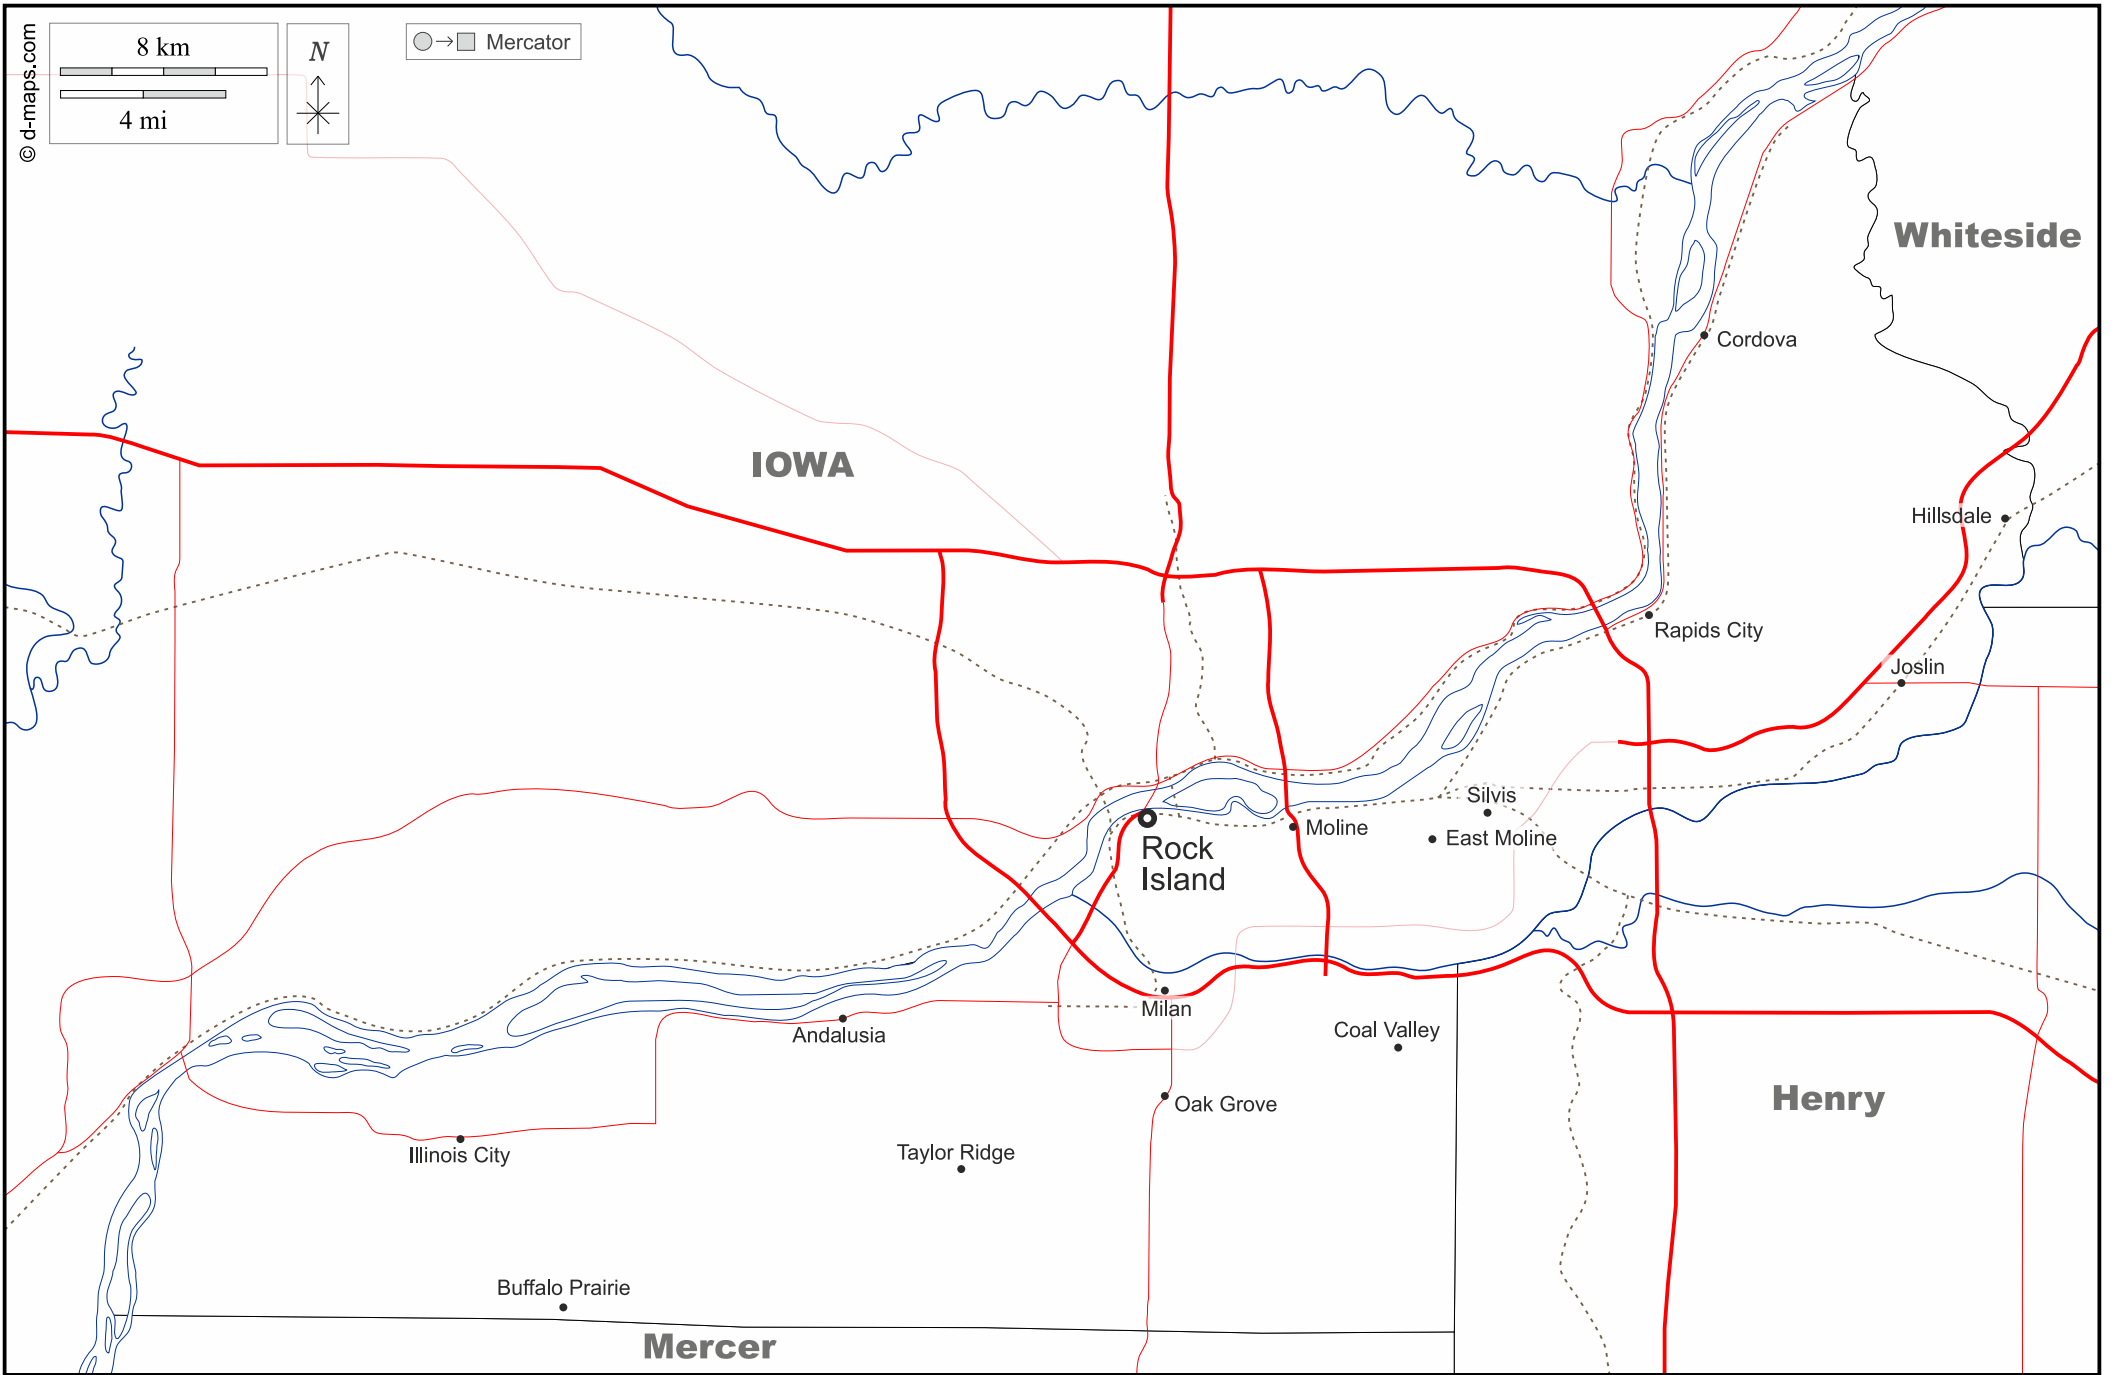 © d-maps.com
8 km
4 mi
N
Mercator
Whiteside
Cordova
IOWA
Hillsdale
Rapids City
Joslin
Silvis
Moline
East Moline
Rock
Island
Milan
Andalusia
Coal Valley
Henry
Oak Grove
Illinois City
Taylor Ridge
Buffalo Prairie
Mercer